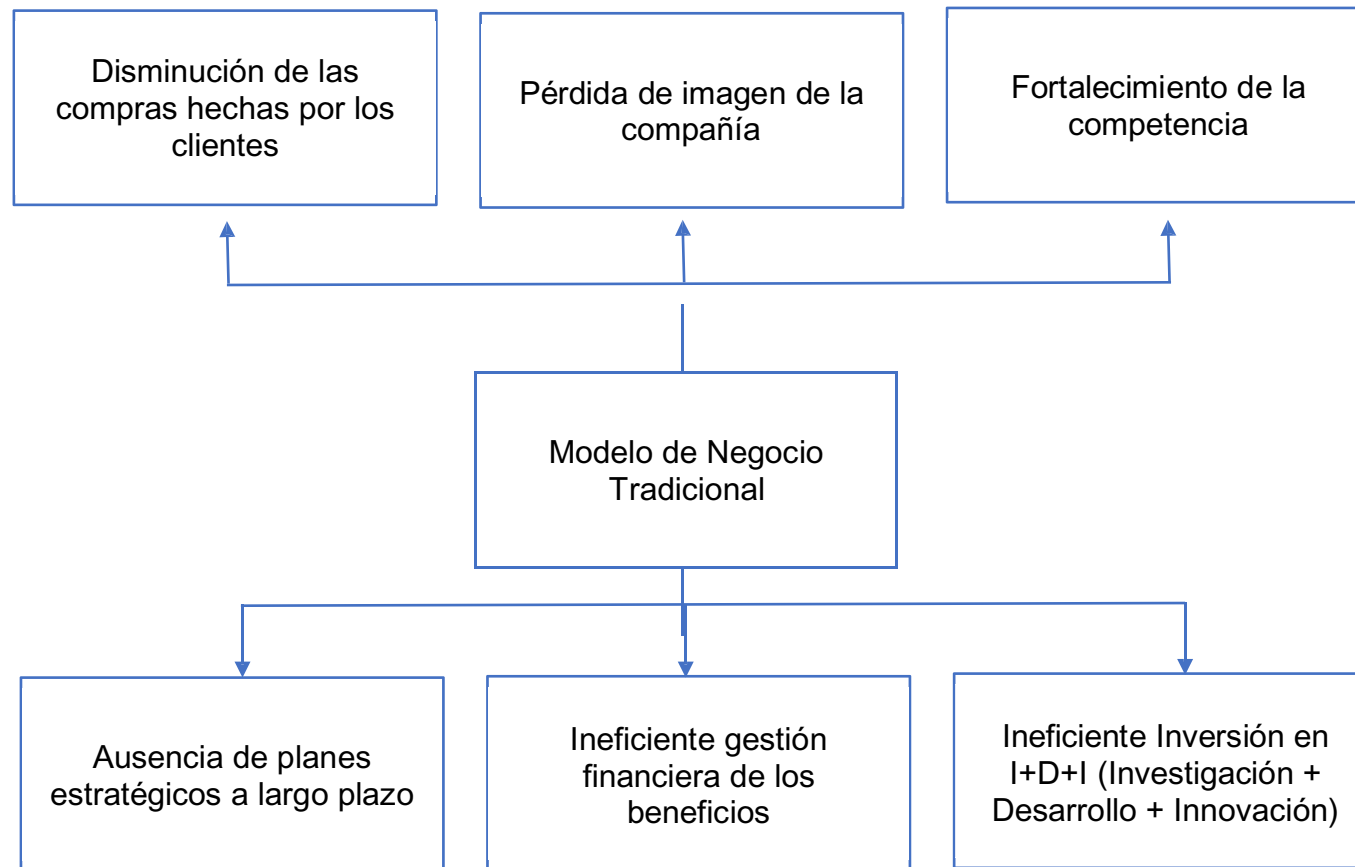 Disminución de las
compras hechas por los
clientes
Pérdida de imagen de la
compañía
Fortalecimiento de la
competencia
Modelo de Negocio
Tradicional
Ausencia de planes
estratégicos a largo plazo
Ineficiente gestión
financiera de los
beneficios
Ineficiente Inversión en
I+D+I (Investigación +
Desarrollo + Innovación)